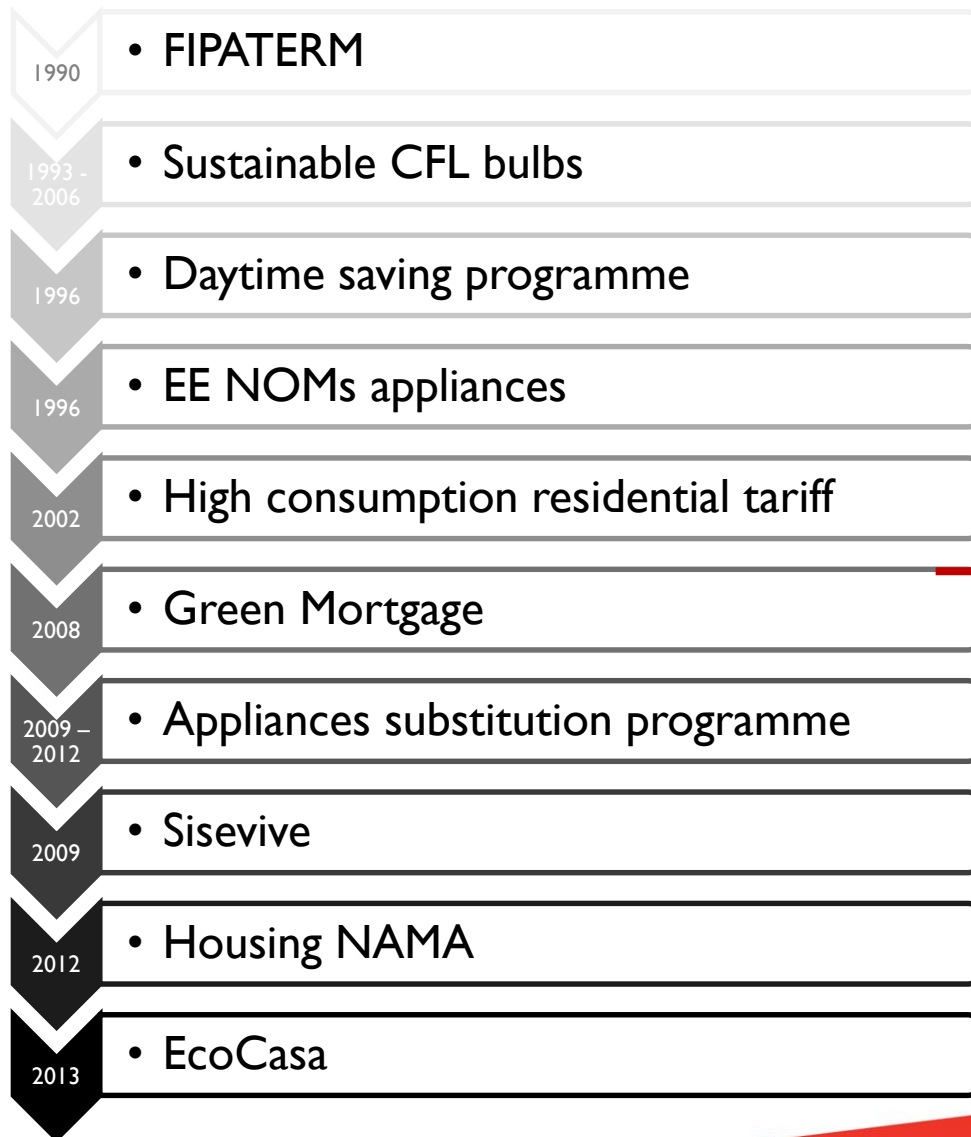 1990
• FIPATERM
1993 -
2006
• Sustainable CFL bulbs
1996
• Daytime saving programme
1996
• EE NOMs appliances
2002
• High consumption residential tariff
2008
• Green Mortgage
2009 –
2012
• Appliances substitution programme
2009
• Sisevive
2012
• Housing NAMA
2013
• EcoCasa